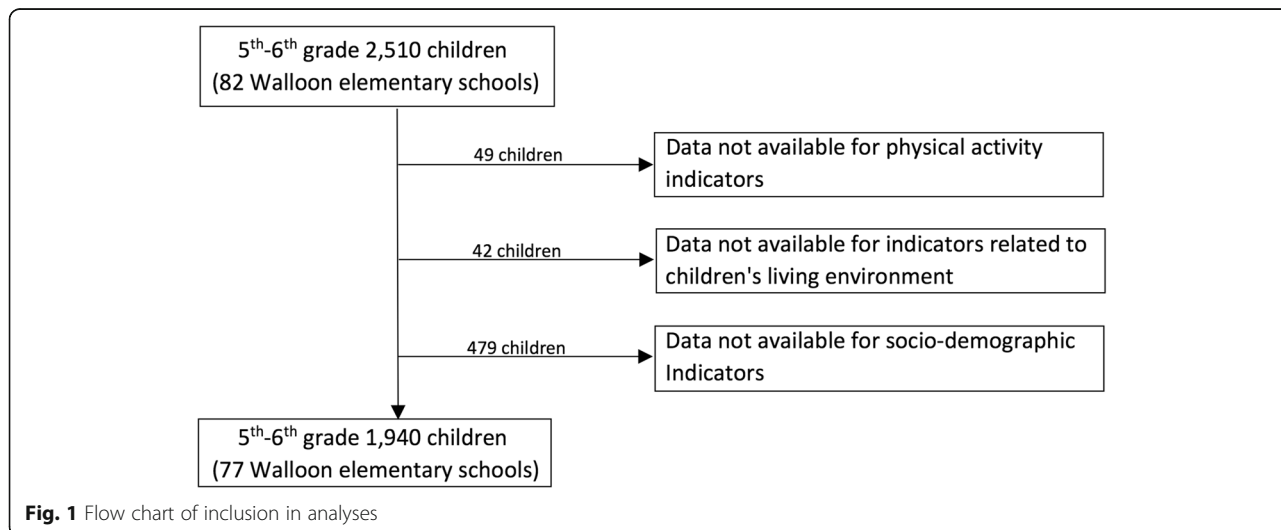 5th-6th grade 2,510 children
(82 Walloon elementary schools)
49 children
Data not available for physical activity
indicators
42 children
Data not available for indicators related to
children's living environment
479 children
Data not available for socio-demographic
Indicators
5th-6th grade 1,940 children
(77 Walloon elementary schools)
Fig. 1 Flow chart of inclusion in analyses